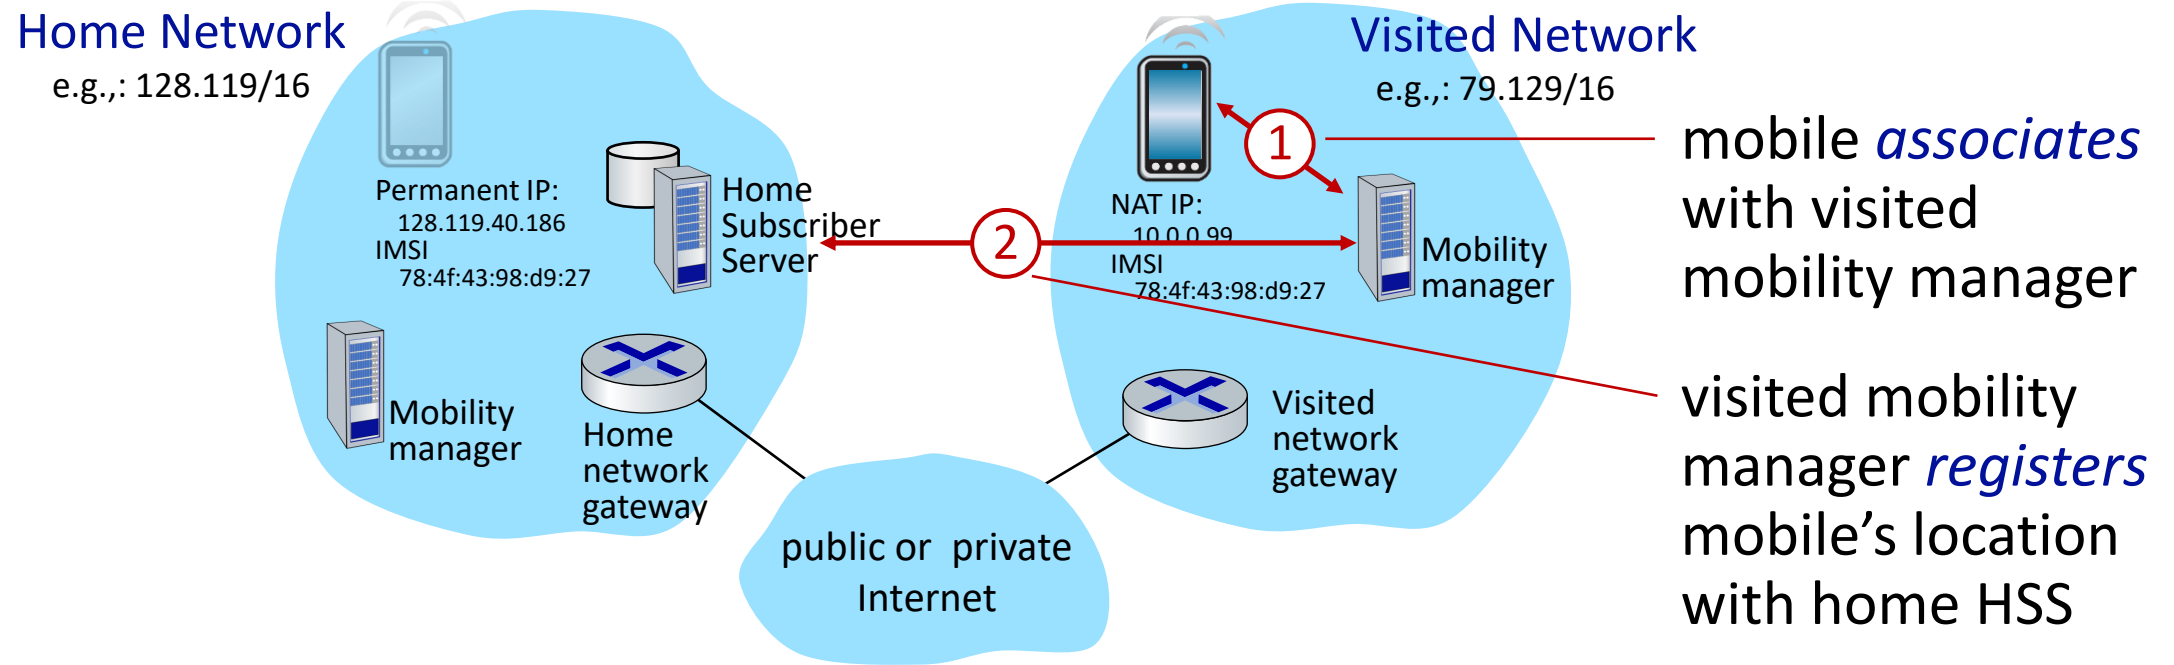 Home Network
e.g.,: 128.119/16
Permanent IP:
128.119.40.186
IMSI
78:4f:43:98:d9:27
Home
Subscriber
Server
Mobility
manager
Home
network
gateway
public or private
Internet
Visited Network
e.g.,: 79.129/16
1
2
NAT IP:
10.0.0.99
IMSI
78:4f:43:98:d9:27
Mobility
manager
Visited
network
gateway
mobile associates
with visited
mobility manager
visited mobility
manager registers
mobile’s location
with home HSS